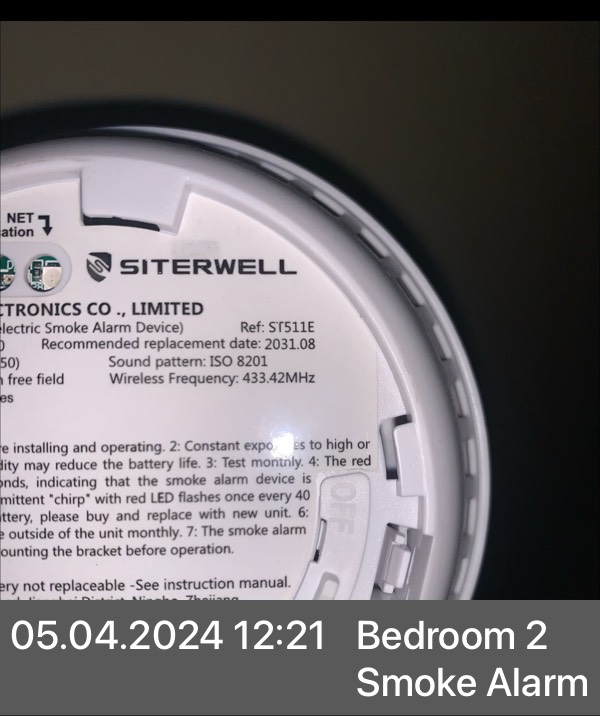 NET
ation)
SITERWELL
CTRONICS CO ., LIMITED
lectric Smoke Alarm Device) Ref: ST511E
) Recommended replacement date: 2031.08
50) Sound pattern: ISO 8201
n free field Wireless Frequency: 433.42MHz
es
e installing and operating. 2: Constant expo es to high or
dity may reduce the battery life. 3: Test monthly. 4: The red
onds, indicating that the smoke alarm device is
mittent "chirp" with red LED flashes once every 40
ttery, please buy and replace with new unit. 6:
e outside of the unit monthly. 7: The smoke alarm
ounting the bracket before operation.
OFF
ery not replaceable -See instruction manual.
05.04.2024 12:21 Bedroom 2
Smoke Alarm